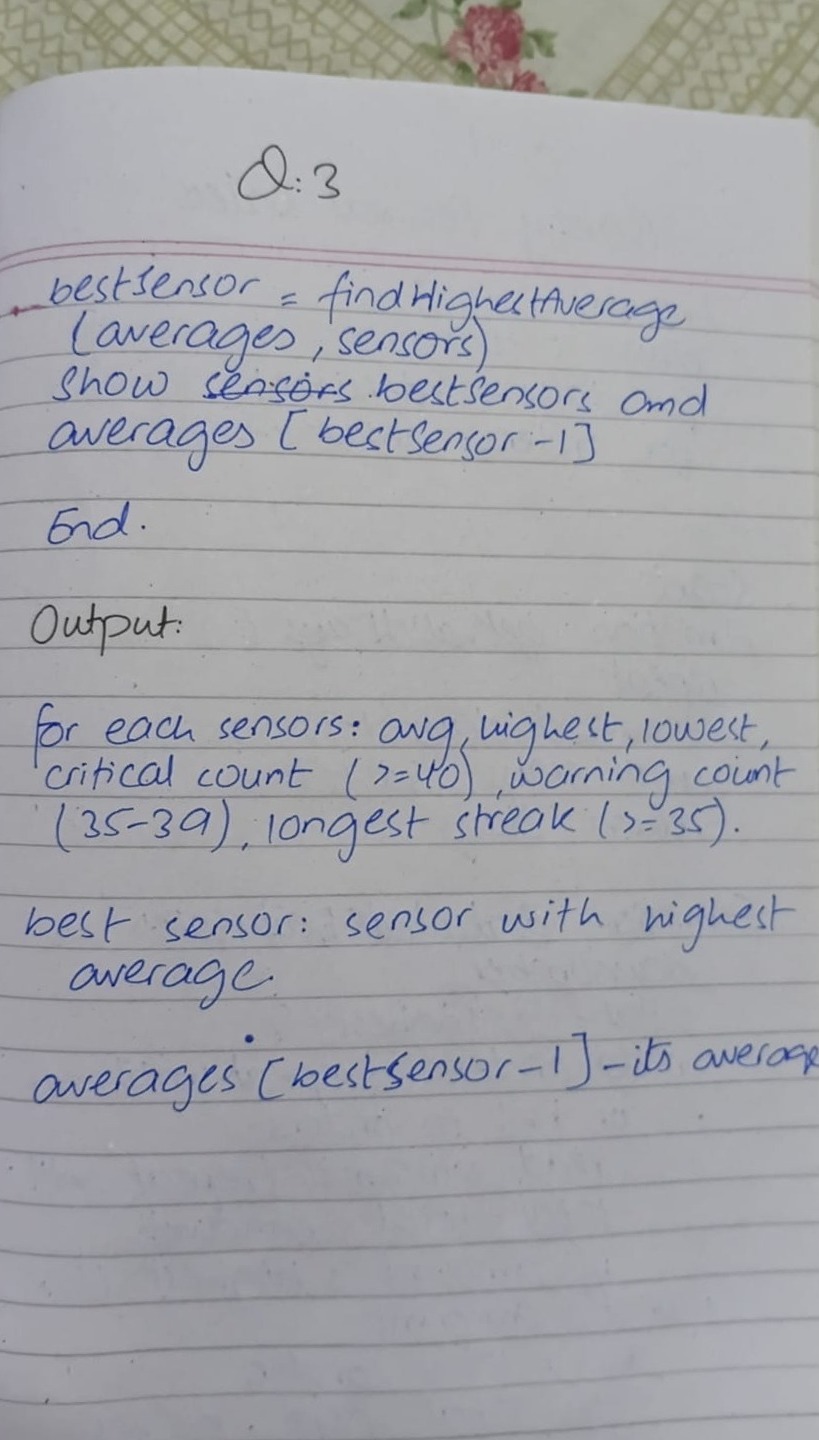 Q:3
bestsensor = findHighestAverage
(averages, sensors)
Show sensors bestsensors and
averages [bestsensor-1]
End.
Output:
for each sensors: avg, highest, lowest,
critical count (>=40), warning count
(35-39), longest streak (>=35).
best sensor: sensor with highest
average.
averages [bestsensor-1] - its average